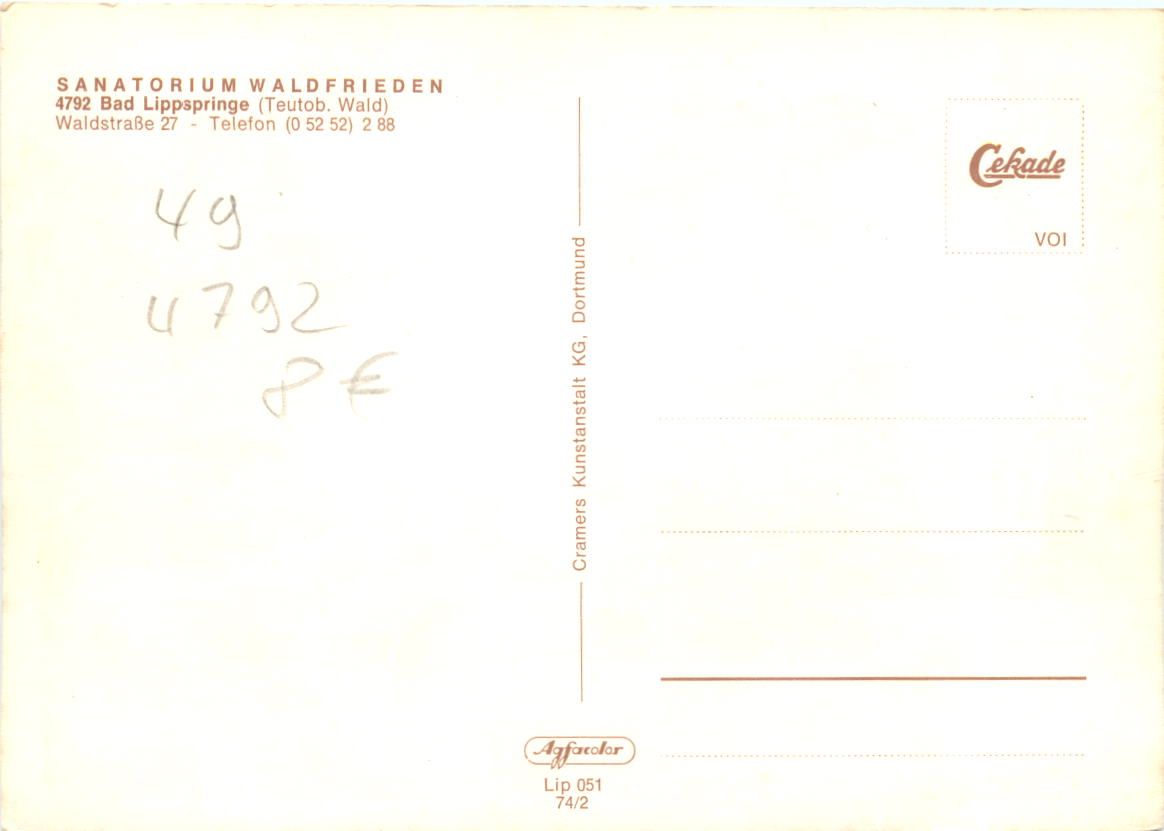 SANATORIUM WALDFRIEDEN
4792 Bad Lippspringe (Teutob. Wald)
Waldstraße 27 - Telefon (0 52 52) 2 88
49
4792
8 €
Cramers Kunstanstalt KG, Dortmund
Cekade
VOI
Agfacolor
Lip 051
74/2